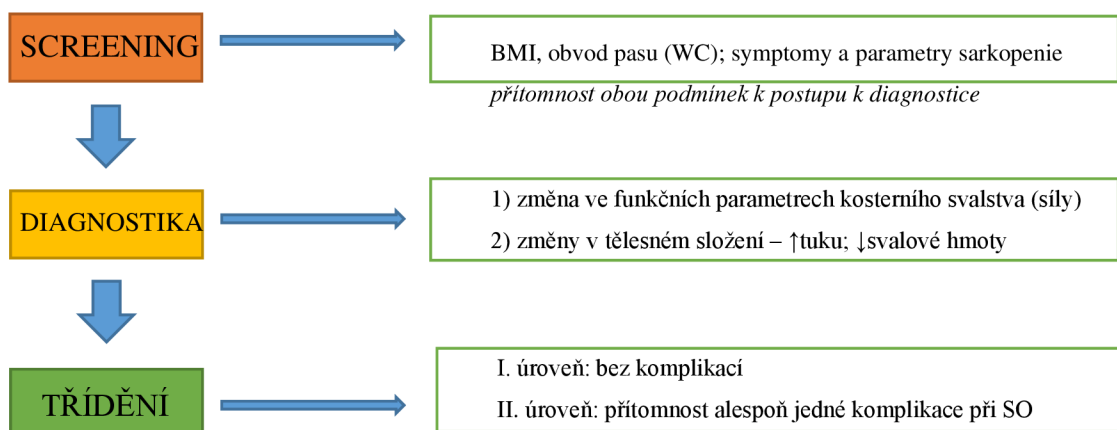 SCREENING
BMI, obvod pasu (WC); symptomy a parametry sarkopenie
přítomnost obou podmínek k postupu k diagnostice
DIAGNOSTIKA
1) změna ve funkčních parametrech kosterního svalstva (síly)
2) změny v tělesném složení – ↑tuku; ↓svalové hmoty
TŘÍDĚNÍ
I. úroveň: bez komplikací
II. úroveň: přítomnost alespoň jedné komplikace při SO